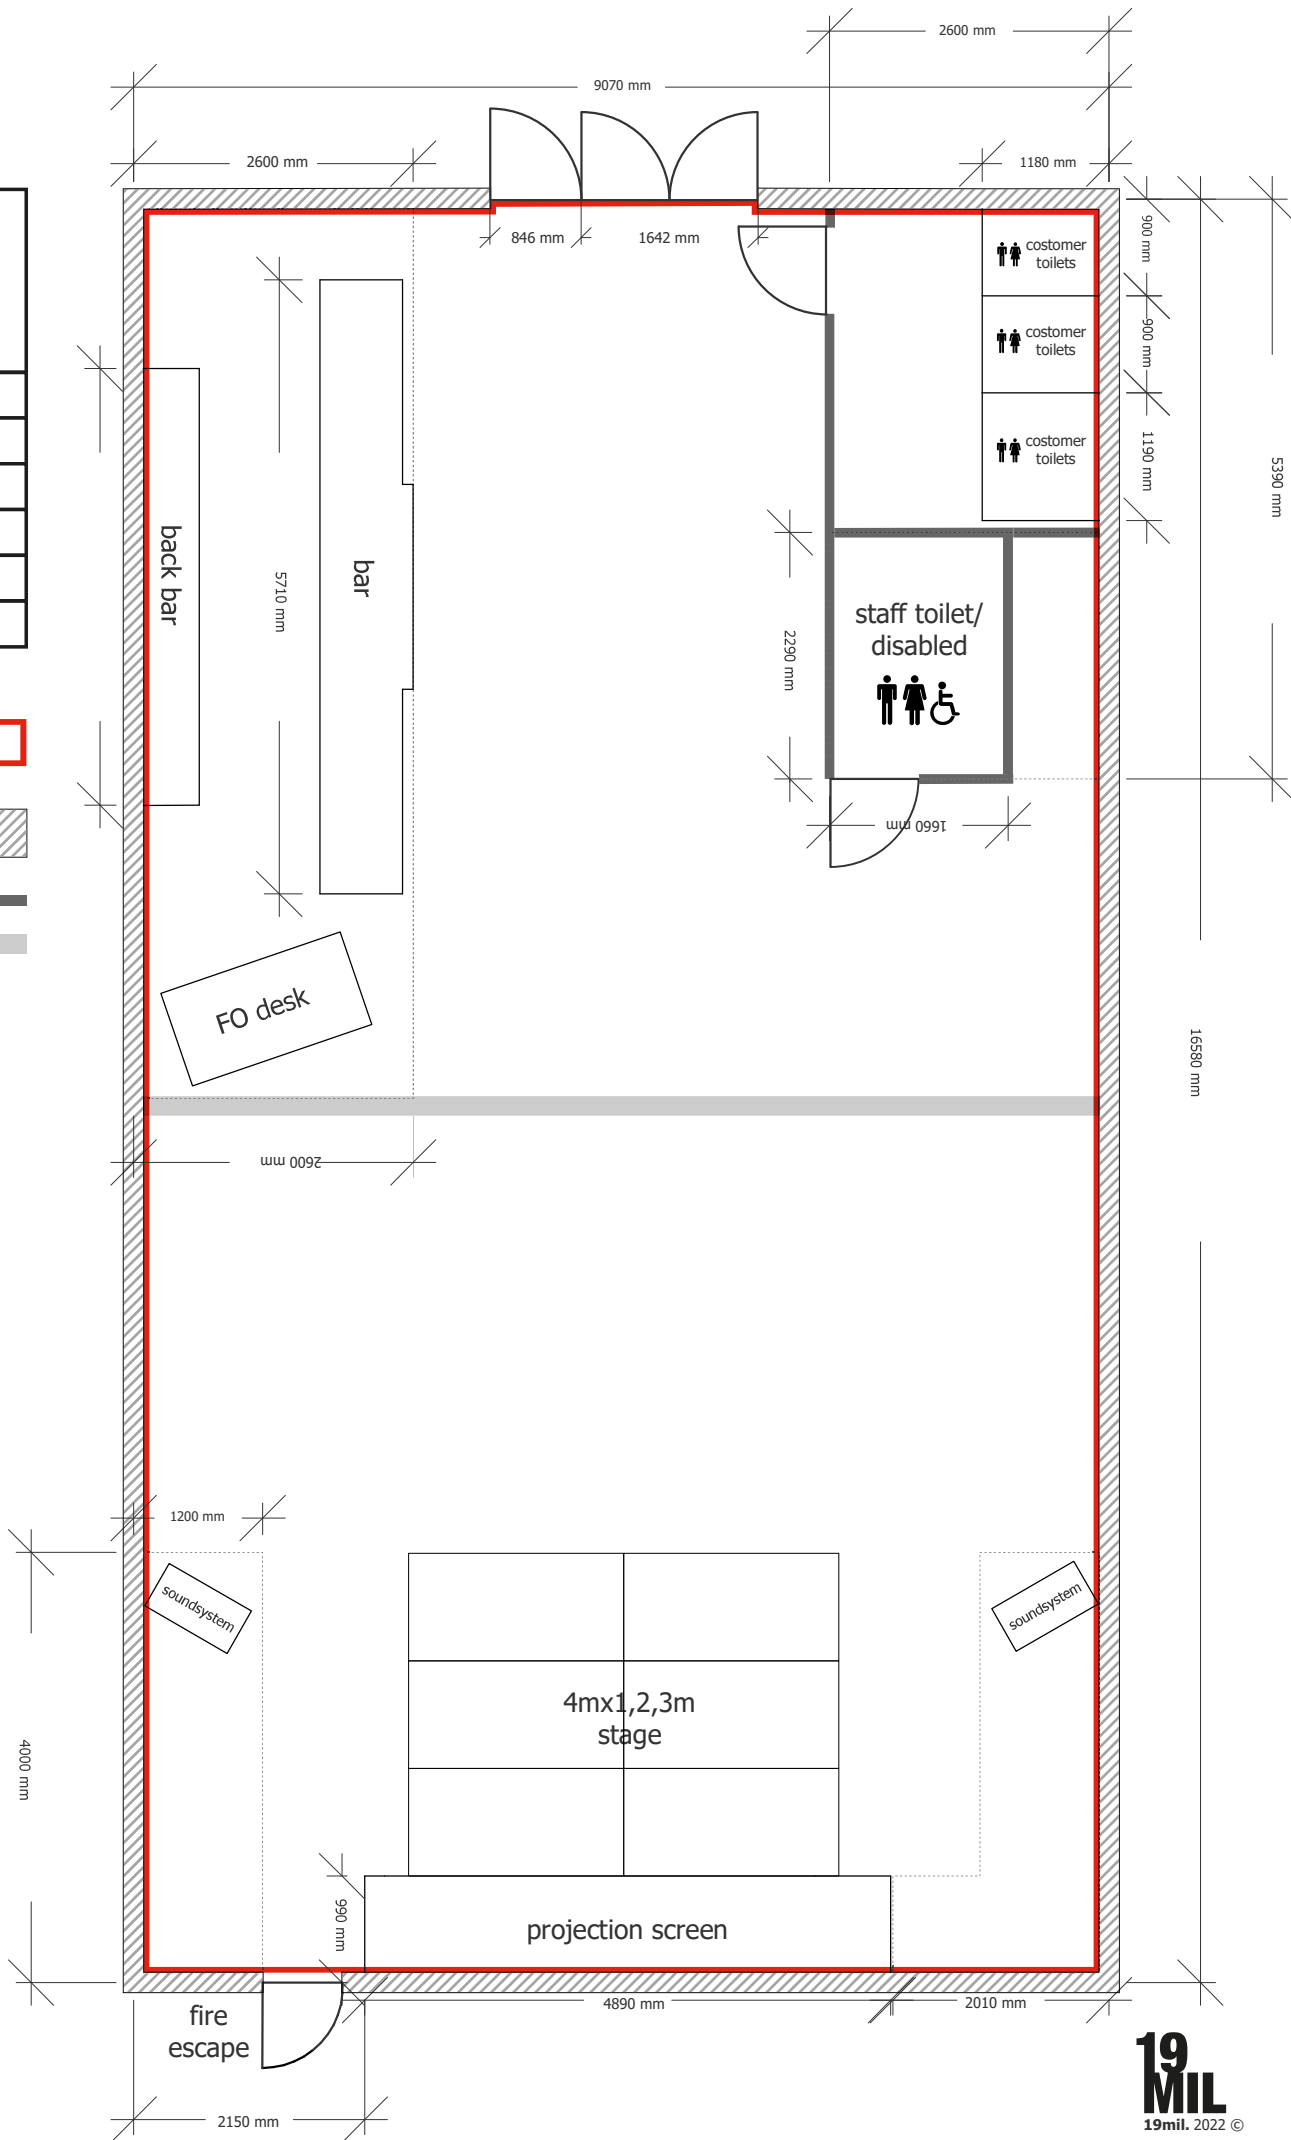 2600 mm
9070 mm
2600 mm
1180 mm
846 mm
1642 mm
900 mm
costomer
toilets
900 mm
costomer
toilets
1190 mm
costomer
toilets
5390 mm
back bar
5710 mm
bar
2290 mm
staff toilet/
disabled
1660 mm
FO desk
16580 mm
2600 mm
1200 mm
soundsystem
soundsystem
4mx1,2,3m
stage
4000 mm
990 mm
projection screen
fire
escape
4890 mm
2010 mm
2150 mm
19
MIL
19mil. 2022 ©